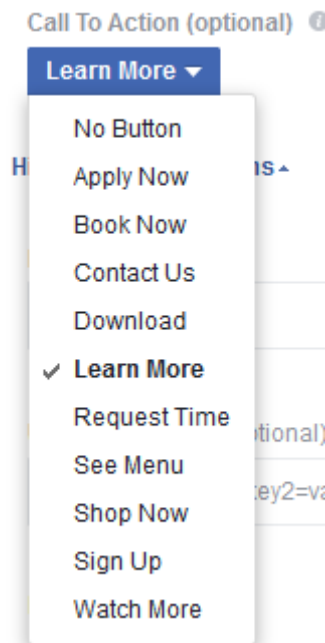 Call To Action (optional)
Learn More
No Button
Apply Now
Book Now
Contact Us
Download
Learn More
Request Time
See Menu
Shop Now
Sign Up
Watch More